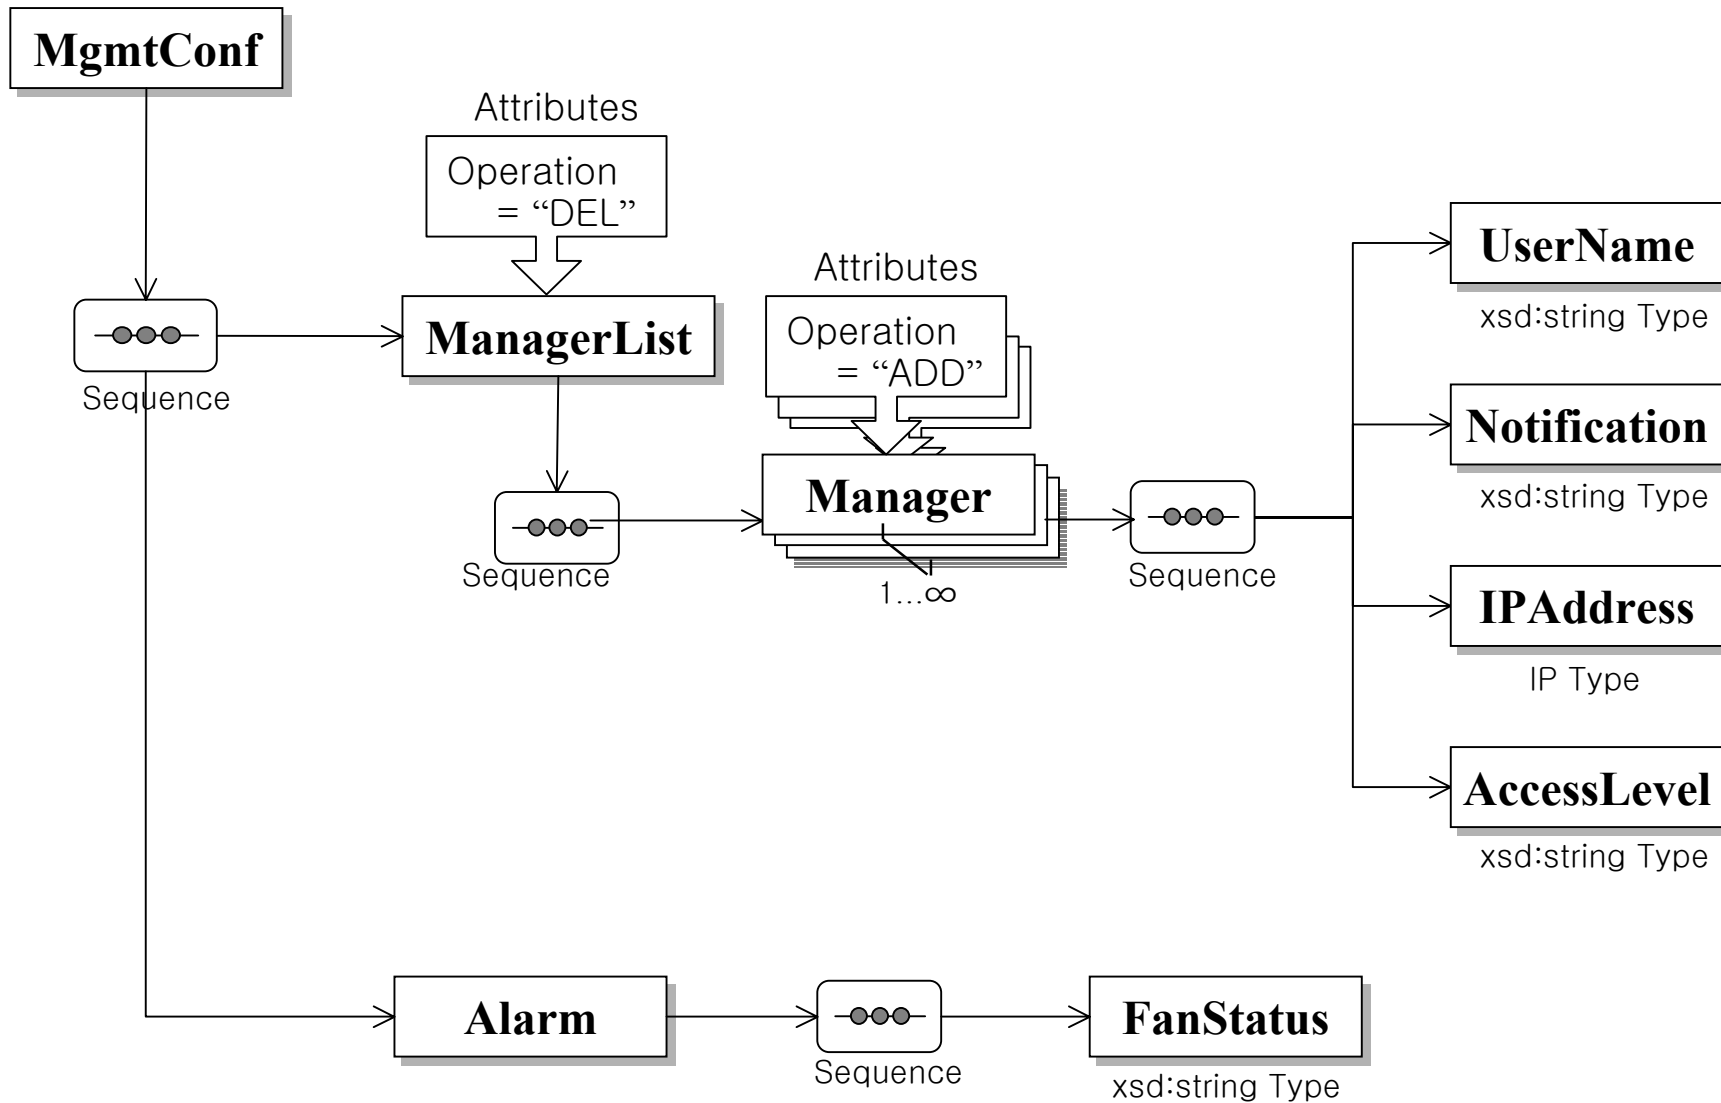 MgmtConf
Attributes
Operation
= “DEL”
Attributes
Operation
= “ADD”
UserName
xsd:string Type
ManagerList
Sequence
Notification
xsd:string Type
Manager
Sequence
1...∞
Sequence
IPAddress
IP Type
AccessLevel
xsd:string Type
Alarm
Sequence
FanStatus
xsd:string Type